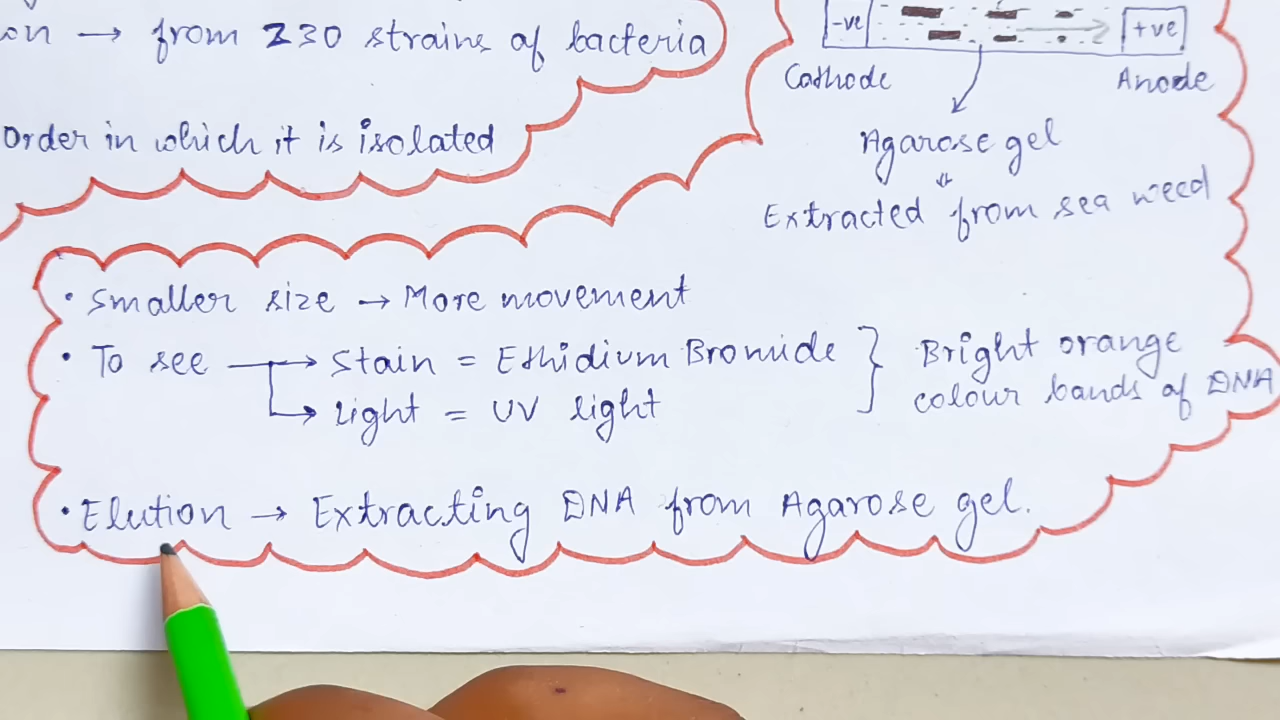 on → from 230 strains of bacteria
Order in which it is isolated
-ve +ve
Cathode Anode
Agarose gel
Extracted from sea weed
• Smaller size → More movement
• To see → Stain = Ethidium Bromide } Bright orange
→ light = UV light colour bands of DNA
• Elution → Extracting DNA from Agarose gel.